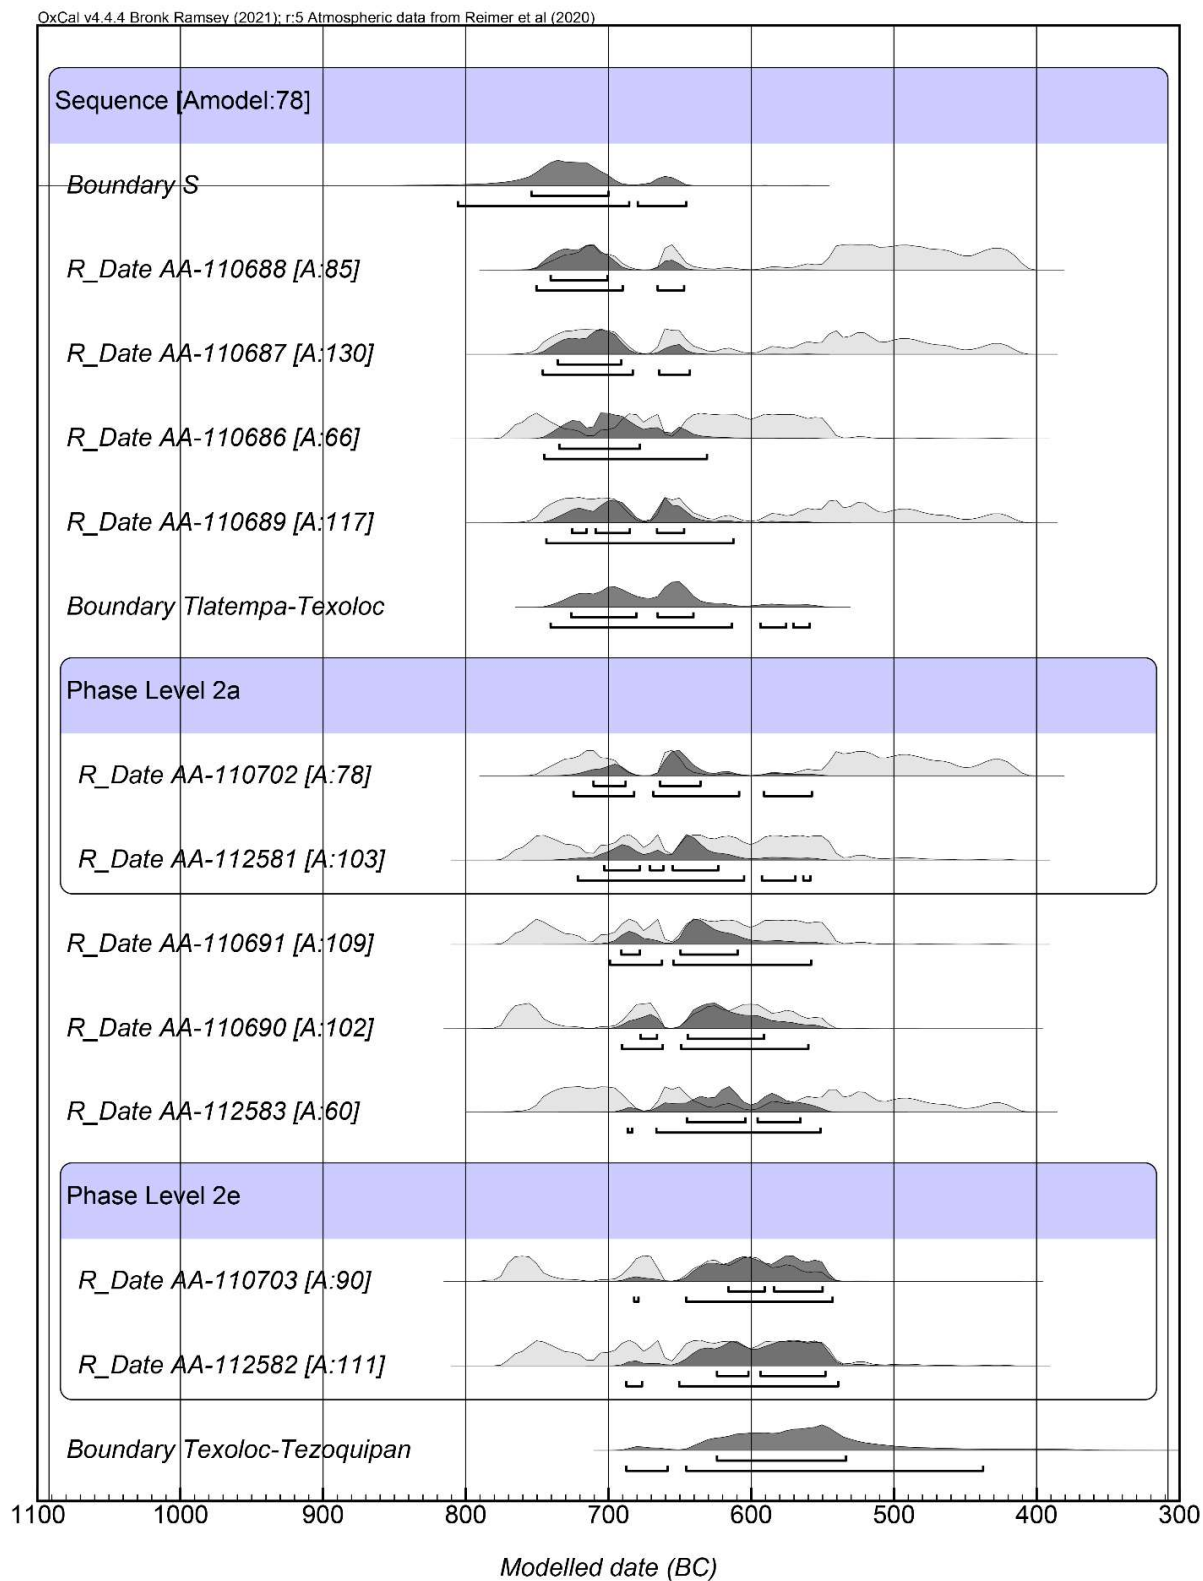 OxCal v4.4.4 Bronk Ramsey (2021); r:5 Atmospheric data from Reimer et al (2020)
Sequence [Amodel:78]
Boundary S
R_Date AA-110688 [A:85]
R_Date AA-110687 [A:130]
R_Date AA-110686 [A:66]
R_Date AA-110689 [A:117]
Boundary Tlatempa-Texoloc
Phase Level 2a
R_Date AA-110702 [A:78]
R_Date AA-112581 [A:103]
R_Date AA-110691 [A:109]
R_Date AA-110690 [A:102]
R_Date AA-112583 [A:60]
Phase Level 2e
R_Date AA-110703 [A:90]
R_Date AA-112582 [A:111]
Boundary Texoloc-Tezoquipan
1100 1000 900 800 700 600 500 400 300
Modelled date (BC)